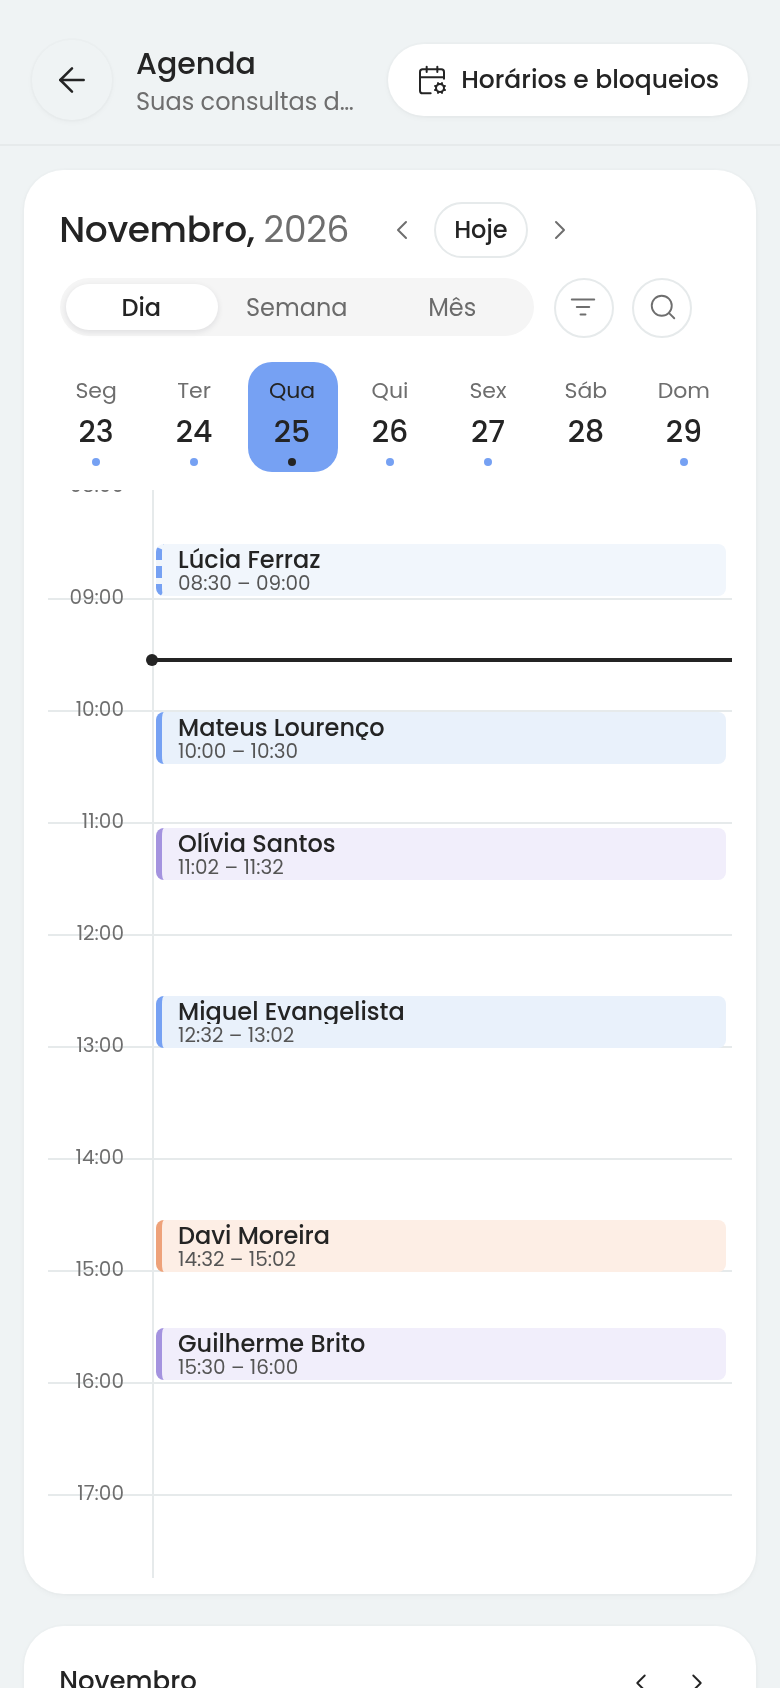 Agenda
Suas consultas d...
Horários e bloqueios
Novembro, 2026
Hoje
Dia Semana Mês
Seg Ter Qua Qui Sex Sáb Dom
23 24 25 26 27 28 29
Lúcia Ferraz
08:30 – 09:00
09:00
10:00
Mateus Lourenço
10:00 – 10:30
11:00
Olívia Santos
11:02 – 11:32
12:00
Miguel Evangelista
12:32 – 13:02
13:00
14:00
Davi Moreira
14:32 – 15:02
15:00
Guilherme Brito
15:30 – 16:00
16:00
17:00
Novembro